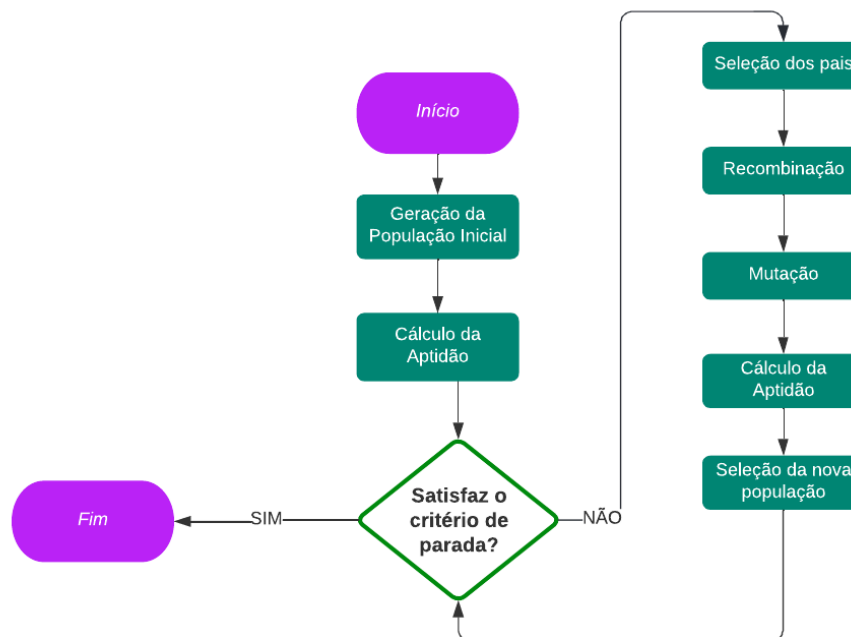 Início
Geração da
População Inicial
Cálculo da
Aptidão
Satisfaz o
critério de
parada?
SIM
Fim
NÃO
Seleção dos pais
Recombinação
Mutação
Cálculo da
Aptidão
Seleção da nova
população